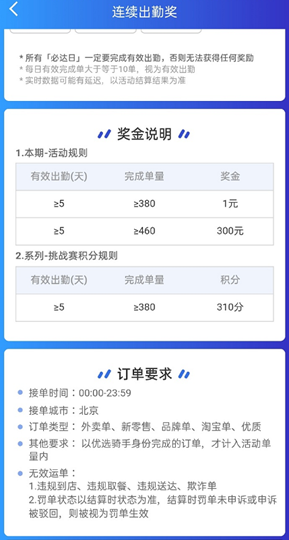 连续出勤奖
*所有「必达日」一定要完成有效出勤，否则无法获得任何奖励
*每日有效完成单大于等于10单，视为有效出勤
*实时数据可能有延迟，以活动结算结果为准
奖金说明
1.本期-活动规则
有效出勤(天) 完成单量 奖金
≥5 ≥380 1元
≥5 ≥460 300元
2.系列-挑战赛积分规则
有效出勤(天) 完成单量 积分
≥5 ≥380 310分
订单要求
接单时间：00:00-23:59
接单城市：北京
订单类型： 外卖单、新零售、品牌单、淘宝单、优质
其他要求： 以优选骑手身份完成的订单，才计入活动单
量内
无效运单：
1.违规到店、违规取餐、违规送达、欺诈单
2.罚单状态以结算时状态为准，结算时罚单未申诉或申诉
被驳回，则被视为罚单生效